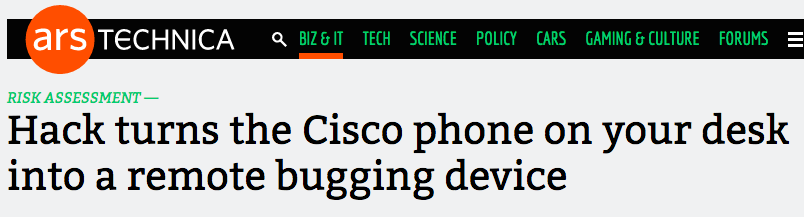 ars TECHNICA BIZ & IT TECH SCIENCE POLICY CARS GAMING & CULTURE FORUMS
RISK ASSESSMENT —
Hack turns the Cisco phone on your desk
into a remote bugging device